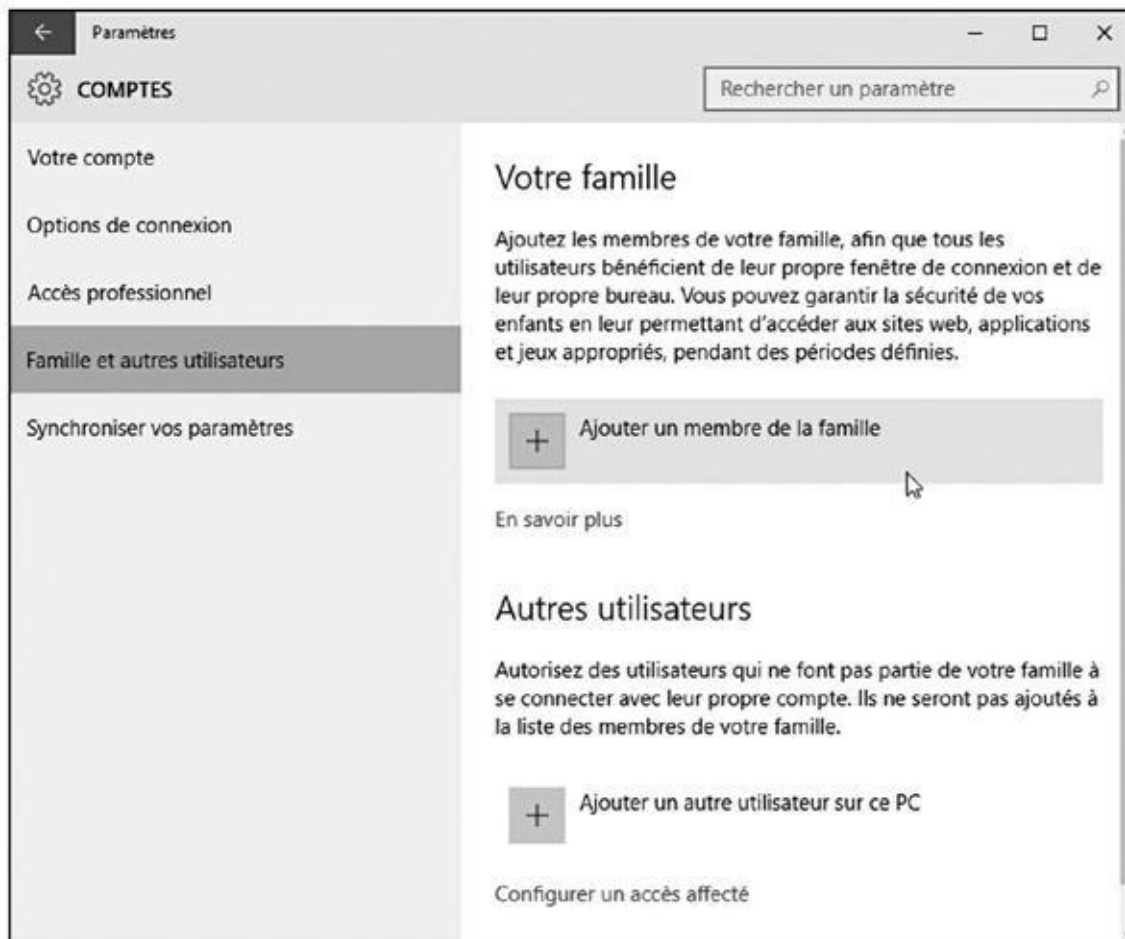 Paramètres
COMPTES
Rechercher un paramètre
Votre compte
Options de connexion
Accès professionnel
Famille et autres utilisateurs
Synchroniser vos paramètres
Votre famille
Ajoutez les membres de votre famille, afin que tous les
utilisateurs bénéficient de leur propre fenêtre de connexion et de
leur propre bureau. Vous pouvez garantir la sécurité de vos
enfants en leur permettant d'accéder aux sites web, applications
et jeux appropriés, pendant des périodes définies.
Ajouter un membre de la famille
En savoir plus
Autres utilisateurs
Autorisez des utilisateurs qui ne font pas partie de votre famille à
se connecter avec leur propre compte. Ils ne seront pas ajoutés à
la liste des membres de votre famille.
Ajouter un autre utilisateur sur ce PC
Configurer un accès affecté